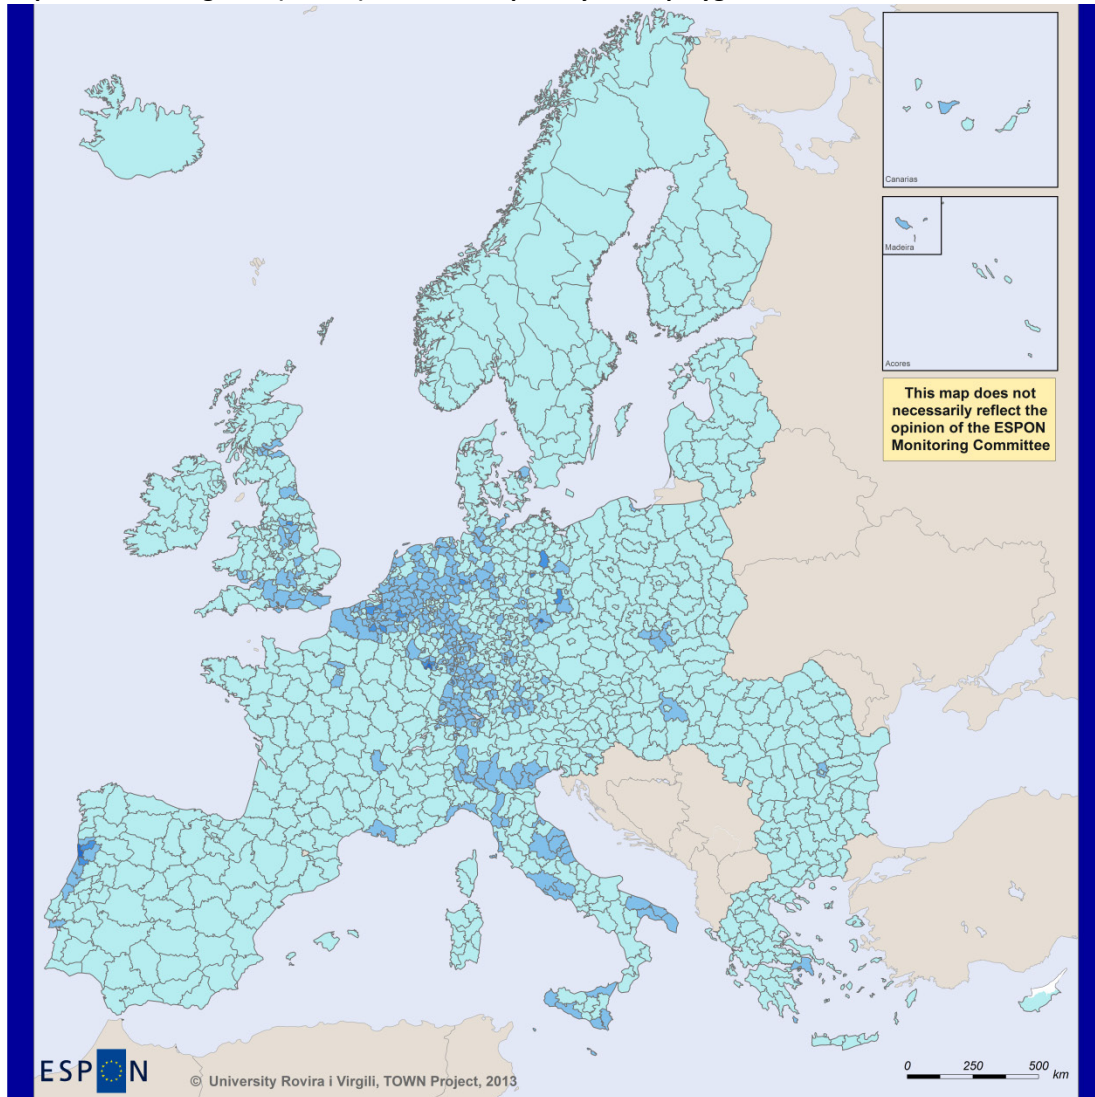 Canarias
Madeira
Acores
This map does not
necessarily reflect the
opinion of the ESPON
Monitoring Committee
ESPON
© University Rovira i Virgili, TOWN Project, 2013
0 250 500
km